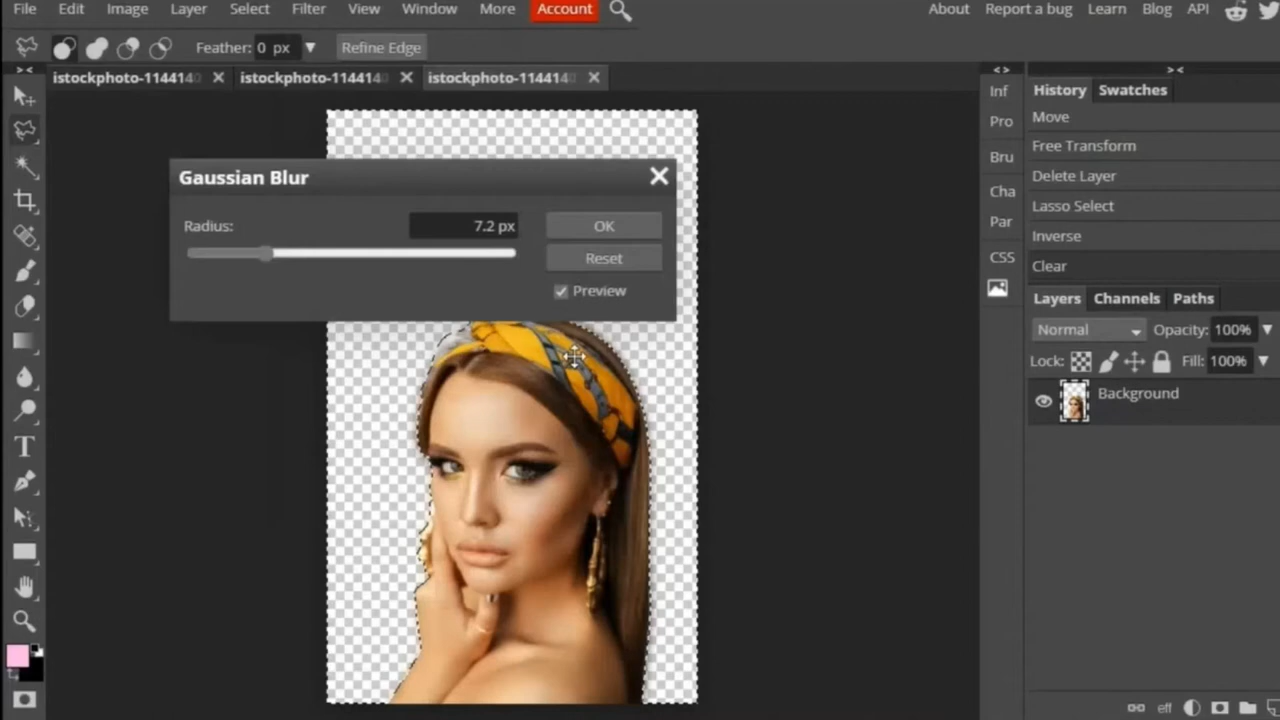 File Edit Image Layer Select Filter View Window More Account About Report a bug Learn Blog API
Feather: 0 px Refine Edge
istockphoto-114414 istockphoto-114414 istockphoto-114414
Gaussian Blur
Radius: 7.2 px OK
Reset
Preview
Inf
Pro
Bru
Cha
Par
CSS
History Swatches
Move
Free Transform
Delete Layer
Lasso Select
Inverse
Clear
Layers Channels Paths
Normal Opacity: 100%
Lock: Fill: 100%
Background
eff